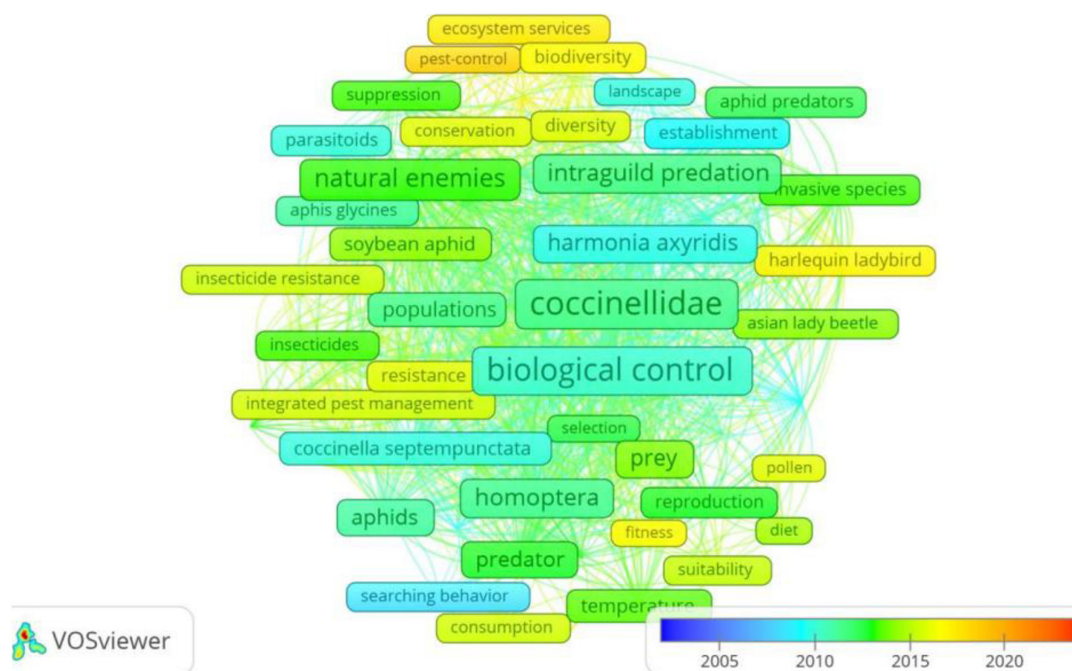 ecosystem services
pest-control
biodiversity
landscape
suppression
aphid predators
conservation
diversity
establishment
parasitoids
natural enemies
intraguild predation
invasive species
aphis glycines
soybean aphid
harmonia axyridis
harlequin ladybird
insecticide resistance
populations
coccinellidae
asian lady beetle
insecticides
resistance
biological control
integrated pest management
selection
coccinella septempunctata
prey
pollen
homoptera
reproduction
aphids
fitness
diet
predator
suitability
searching behavior
temperature
consumption
VOSviewer
2005 2010 2015 2020